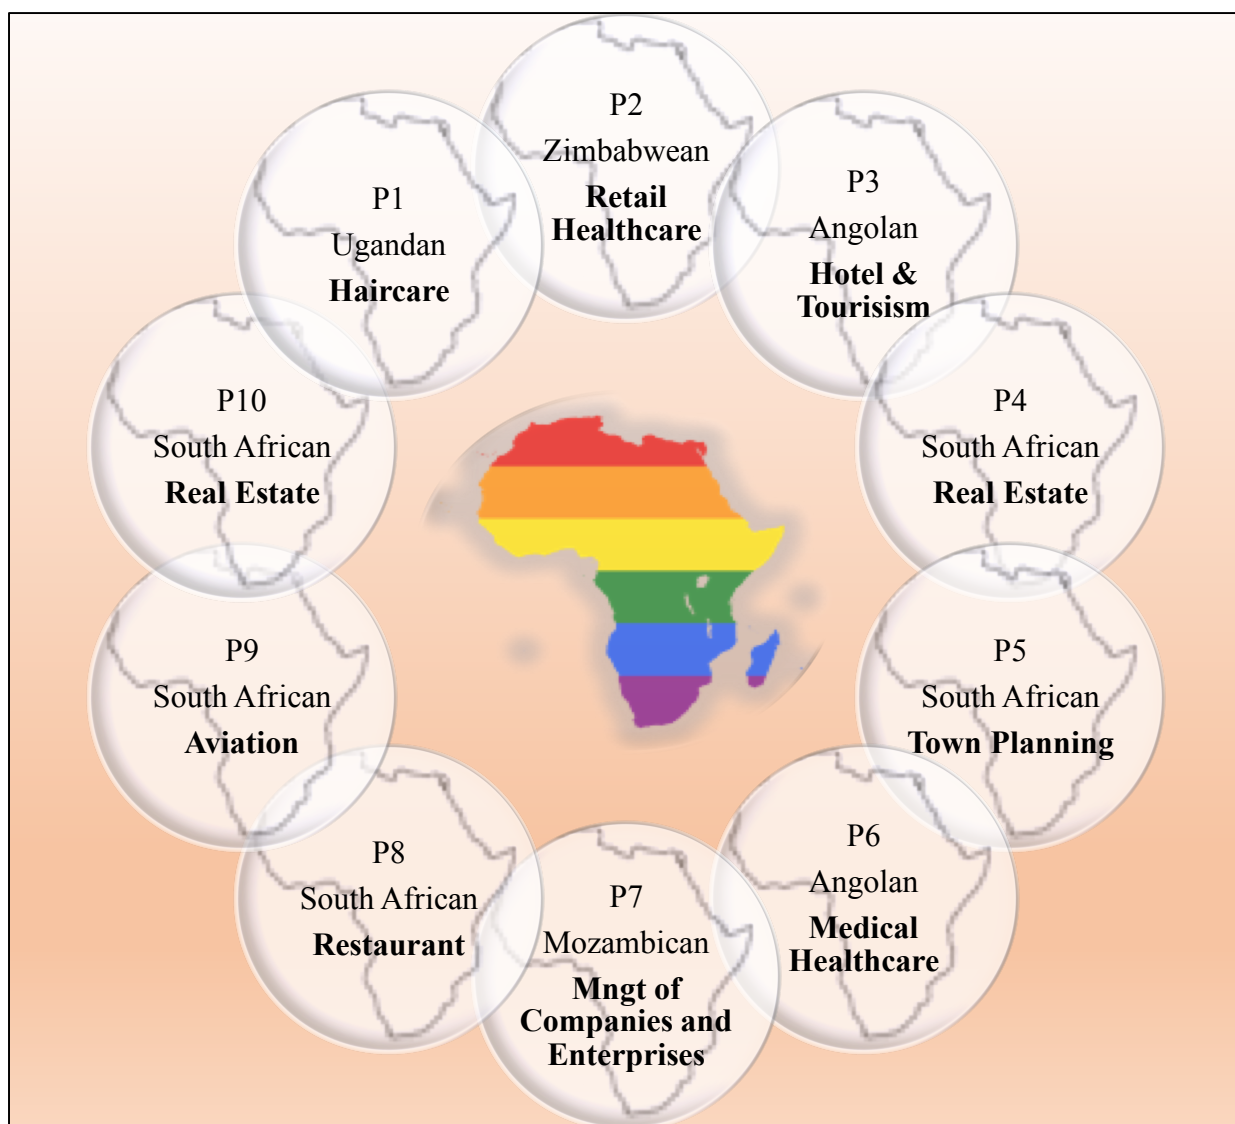 P1
Ugandan
Haircare
P2
Zimbabwean
Retail
Healthcare
P3
Angolan
Hotel &
Tourisism
P4
South African
Real Estate
P5
South African
Town Planning
P6
Angolan
Medical
Healthcare
P7
Mozambican
Mngt of
Companies and
Enterprises
P8
South African
Restaurant
P9
South African
Aviation
P10
South African
Real Estate